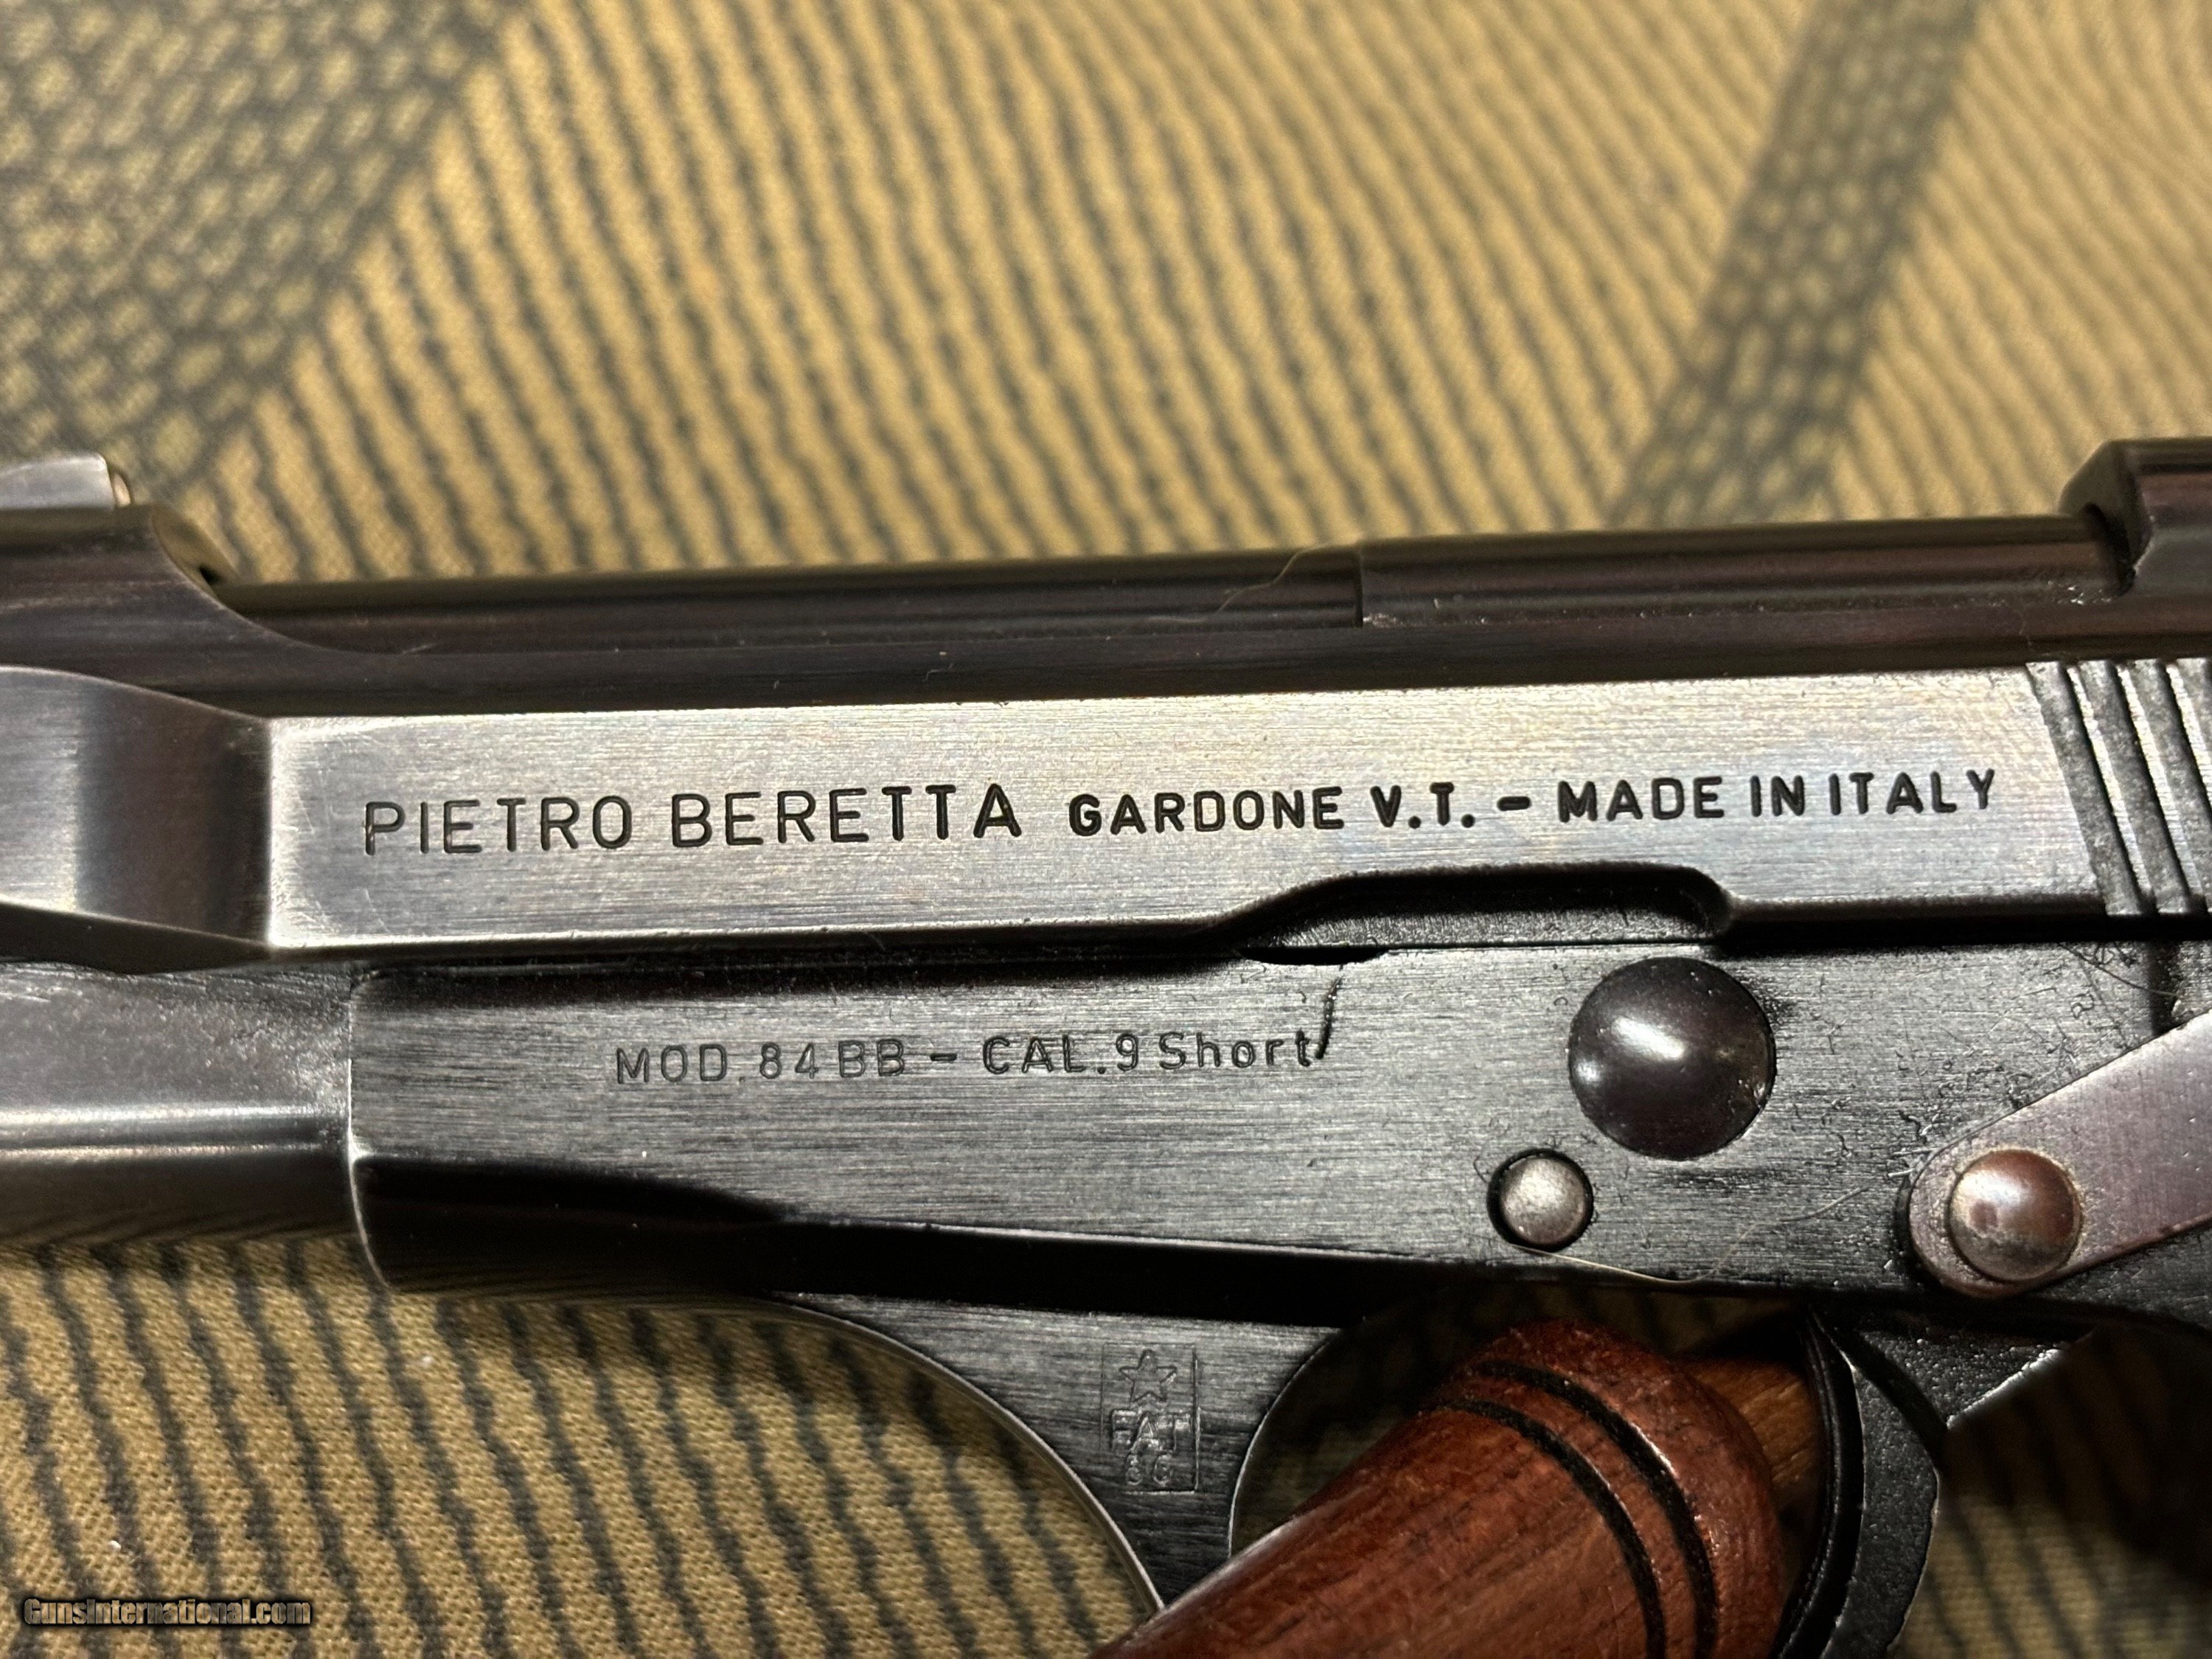 PIETRO BERETTA GARDONE V.T. - MADE IN ITALY
MOD. 84 BB - CAL. 9 Short
GunsInternational.com